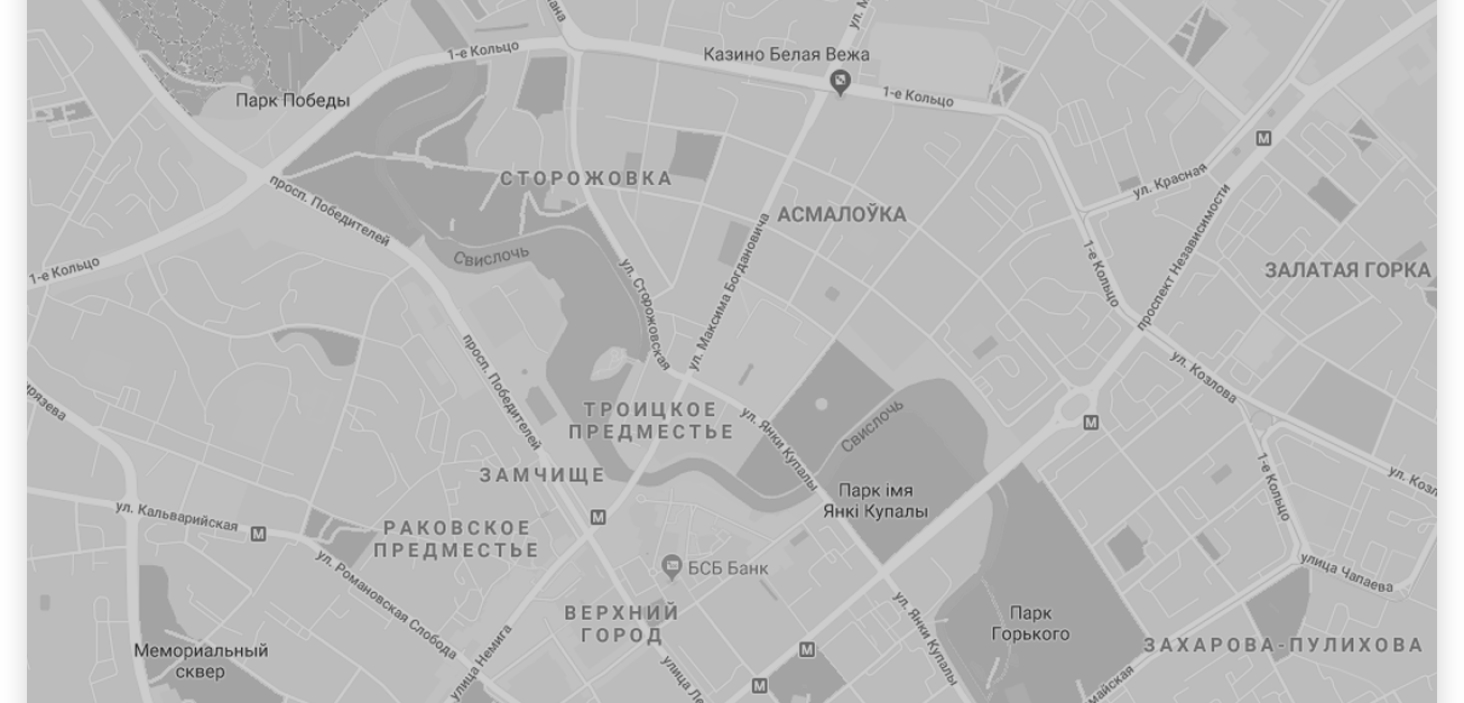 Казино Белая Вежа
1-е Кольцо
1-е Кольцо
Парк Победы
СТОРОЖОВКА
просп. Победителей
ул. Красная
АСМАЛОЎКА
Свислочь
1-е Кольцо
ул. Сторожовская
ул. Максима Богдановича
1-е Кольцо
проспект Независимости
ЗАЛАТАЯ ГОРКА
просп. Победителей
ул. Козлова
ТРОИЦКОЕ
ПРЕДМЕСТЬЕ
ул. Янки Купалы
Свислочь
ЗАМЧИЩЕ
1-е Кольцо
Парк імя
Янкі Купалы
ул. Кальварийская
М
М
М
М
РАКОВСКОЕ
ПРЕДМЕСТЬЕ
БСБ Банк
улица Чапаева
ул. Романовская Слобода
ВЕРХНИЙ
ГОРОД
ул. Янки Купалы
Парк
Горького
ЗАХАРОВА-ПУЛИХОВА
Мемориальный
сквер
улица Немига
улица
М
М